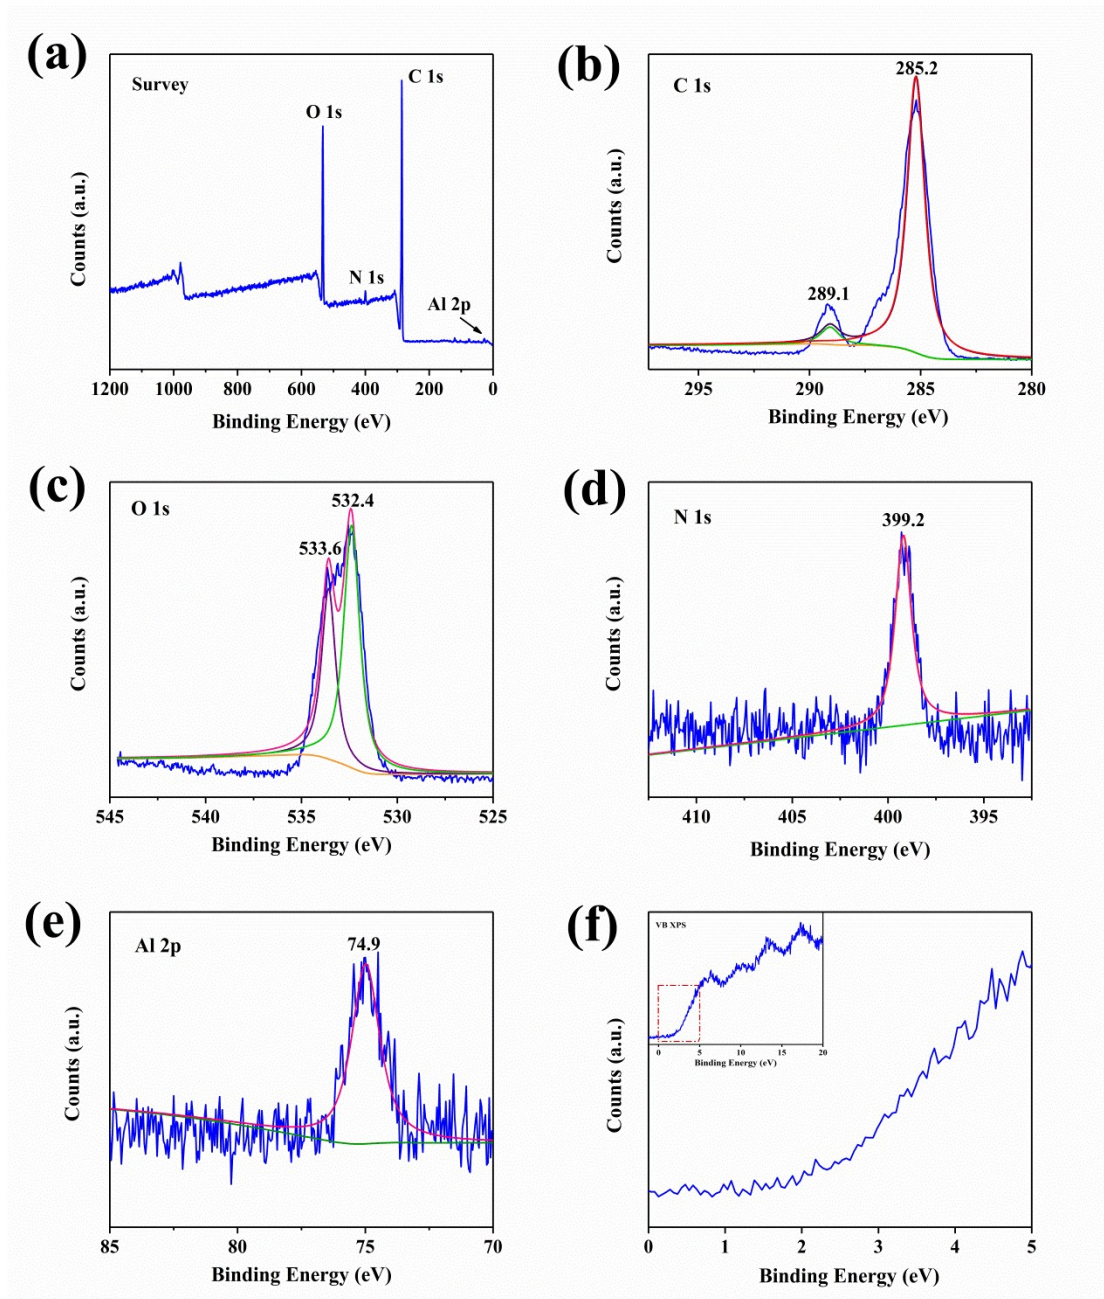 (a)
Survey
C 1s
O 1s
N 1s
Al 2p
Counts (a.u.)
1200 1000 800 600 400 200 0
Binding Energy (eV)
(b)
C 1s
285.2
289.1
Counts (a.u.)
295 290 285 280
Binding Energy (eV)
(c)
O 1s
532.4
533.6
Counts (a.u.)
545 540 535 530 525
Binding Energy (eV)
(d)
N 1s
399.2
Counts (a.u.)
410 405 400 395
Binding Energy (eV)
(e)
Al 2p
74.9
Counts (a.u.)
85 80 75 70
Binding Energy (eV)
(f)
VB XPS
0 5 10 15 20
Binding Energy (eV)
Counts (a.u.)
0 1 2 3 4 5
Binding Energy (eV)